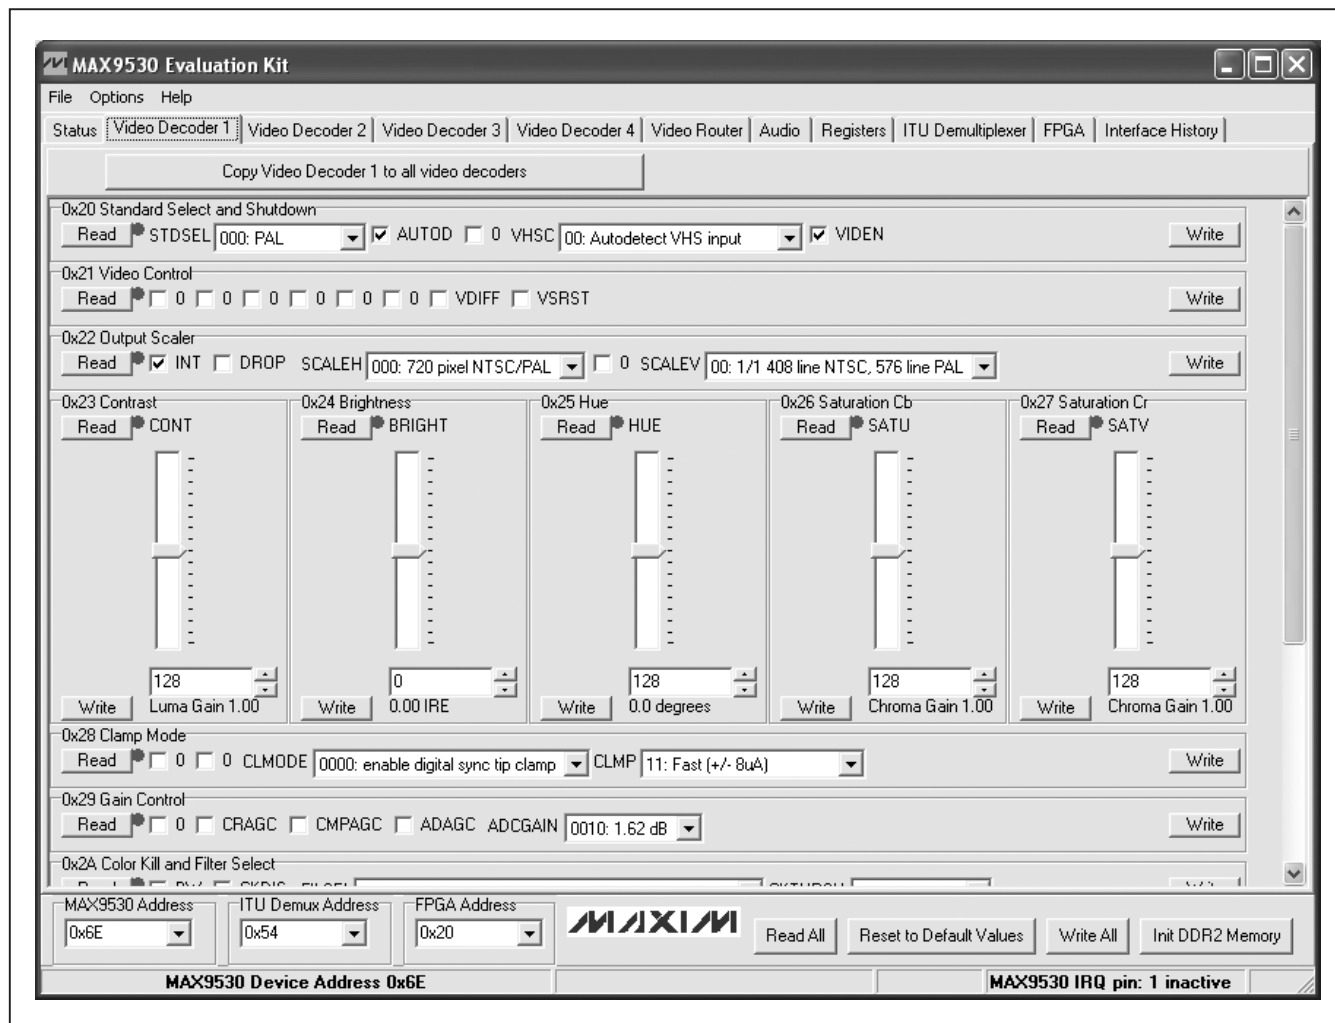 MAX9530 Evaluation Kit
File Options Help
Status Video Decoder 1 Video Decoder 2 Video Decoder 3 Video Decoder 4 Video Router Audio Registers ITU Demultiplexer FPGA Interface History
Copy Video Decoder 1 to all video decoders
0x20 Standard Select and Shutdown
Read STDSEL 000: PAL AUTOD 0 VHSC 00: Autodetect VHS input VIDEN Write
0x21 Video Control
Read 0 0 0 0 0 0 VDIFF VSRST Write
0x22 Output Scaler
Read INT DROP SCALEH 000: 720 pixel NTSC/PAL 0 SCALEV 00: 1/1 408 line NTSC, 576 line PAL Write
0x23 Contrast 0x24 Brightness 0x25 Hue 0x26 Saturation Cb 0x27 Saturation Cr
Read CONT Read BRIGHT Read HUE Read SATU Read SATV
128 0 128 128 128
Write Luma Gain 1.00 Write 0.00 IRE Write 0.0 degrees Write Chroma Gain 1.00 Write Chroma Gain 1.00
0x28 Clamp Mode
Read 0 0 CLMODE 0000: enable digital sync tip clamp CLMP 11: Fast (+/- 8uA) Write
0x29 Gain Control
Read 0 CRAGC CMPAGC ADAGC ADCGAIN 0010: 1.62 dB Write
0x2A Color Kill and Filter Select
MAX9530 Address ITU Demux Address FPGA Address
0x6E 0x54 0x20 MAXIM Read All Reset to Default Values Write All Init DDR2 Memory
MAX9530 Device Address 0x6E MAX9530 IRQ pin: 1 inactive